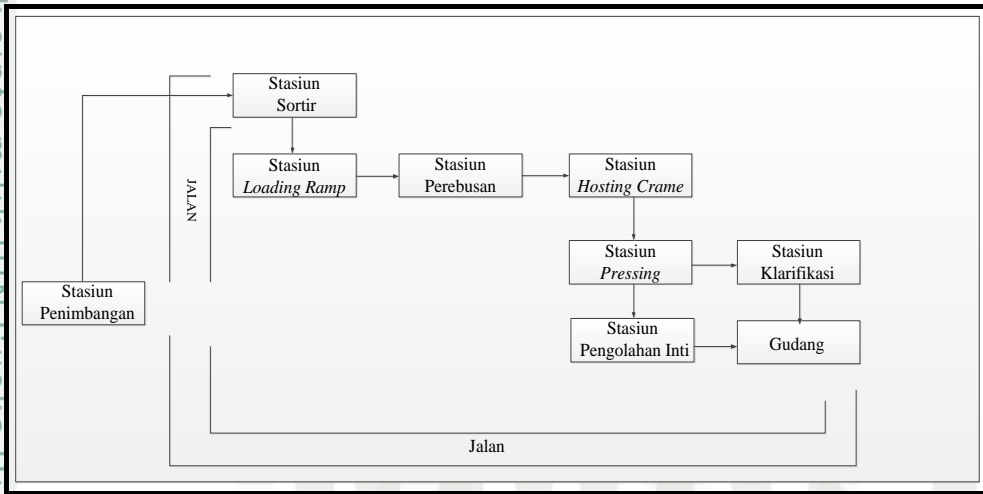 Stasiun
Sortir
Stasiun
Loading Ramp
Stasiun
Perebusan
Stasiun
Hosting Crame
JALAN
Stasiun
Pressing
Stasiun
Klarifikasi
Stasiun
Penimbangan
Stasiun
Pengolahan Inti
Gudang
Jalan